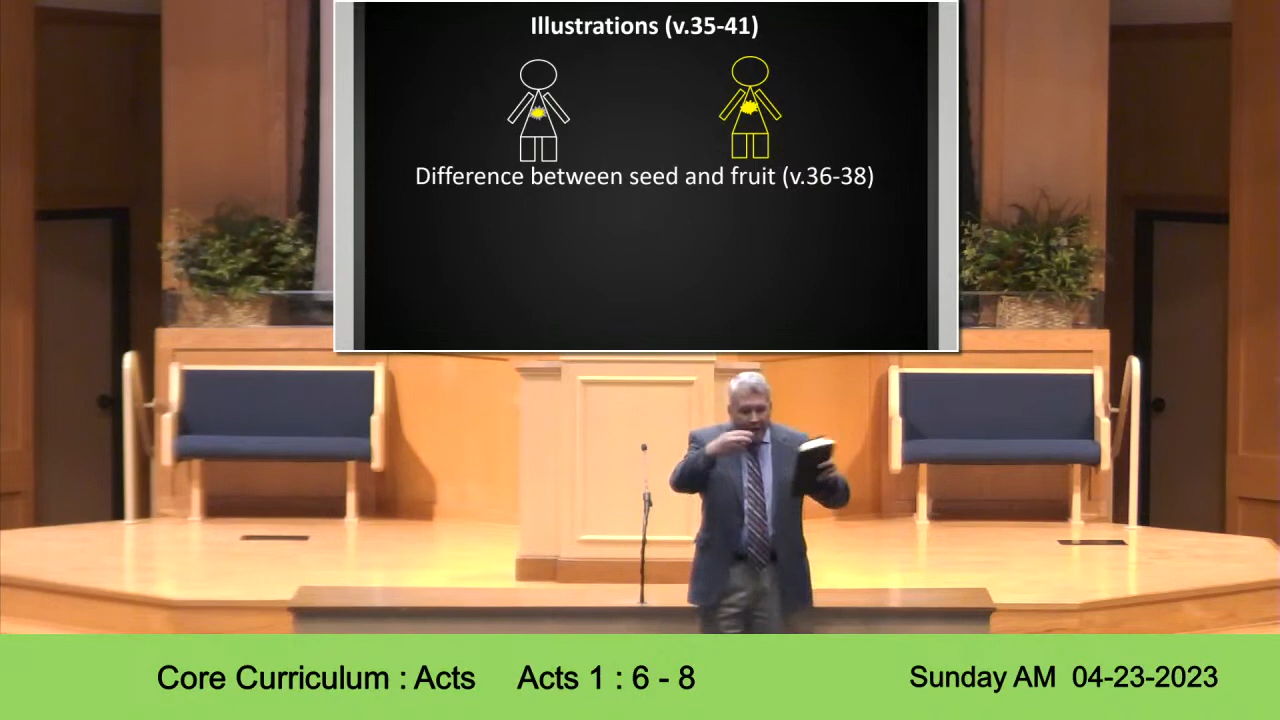 Illustrations (v.35-41)
Difference between seed and fruit (v.36-38)
Core Curriculum : Acts Acts 1 : 6 - 8 Sunday AM 04-23-2023